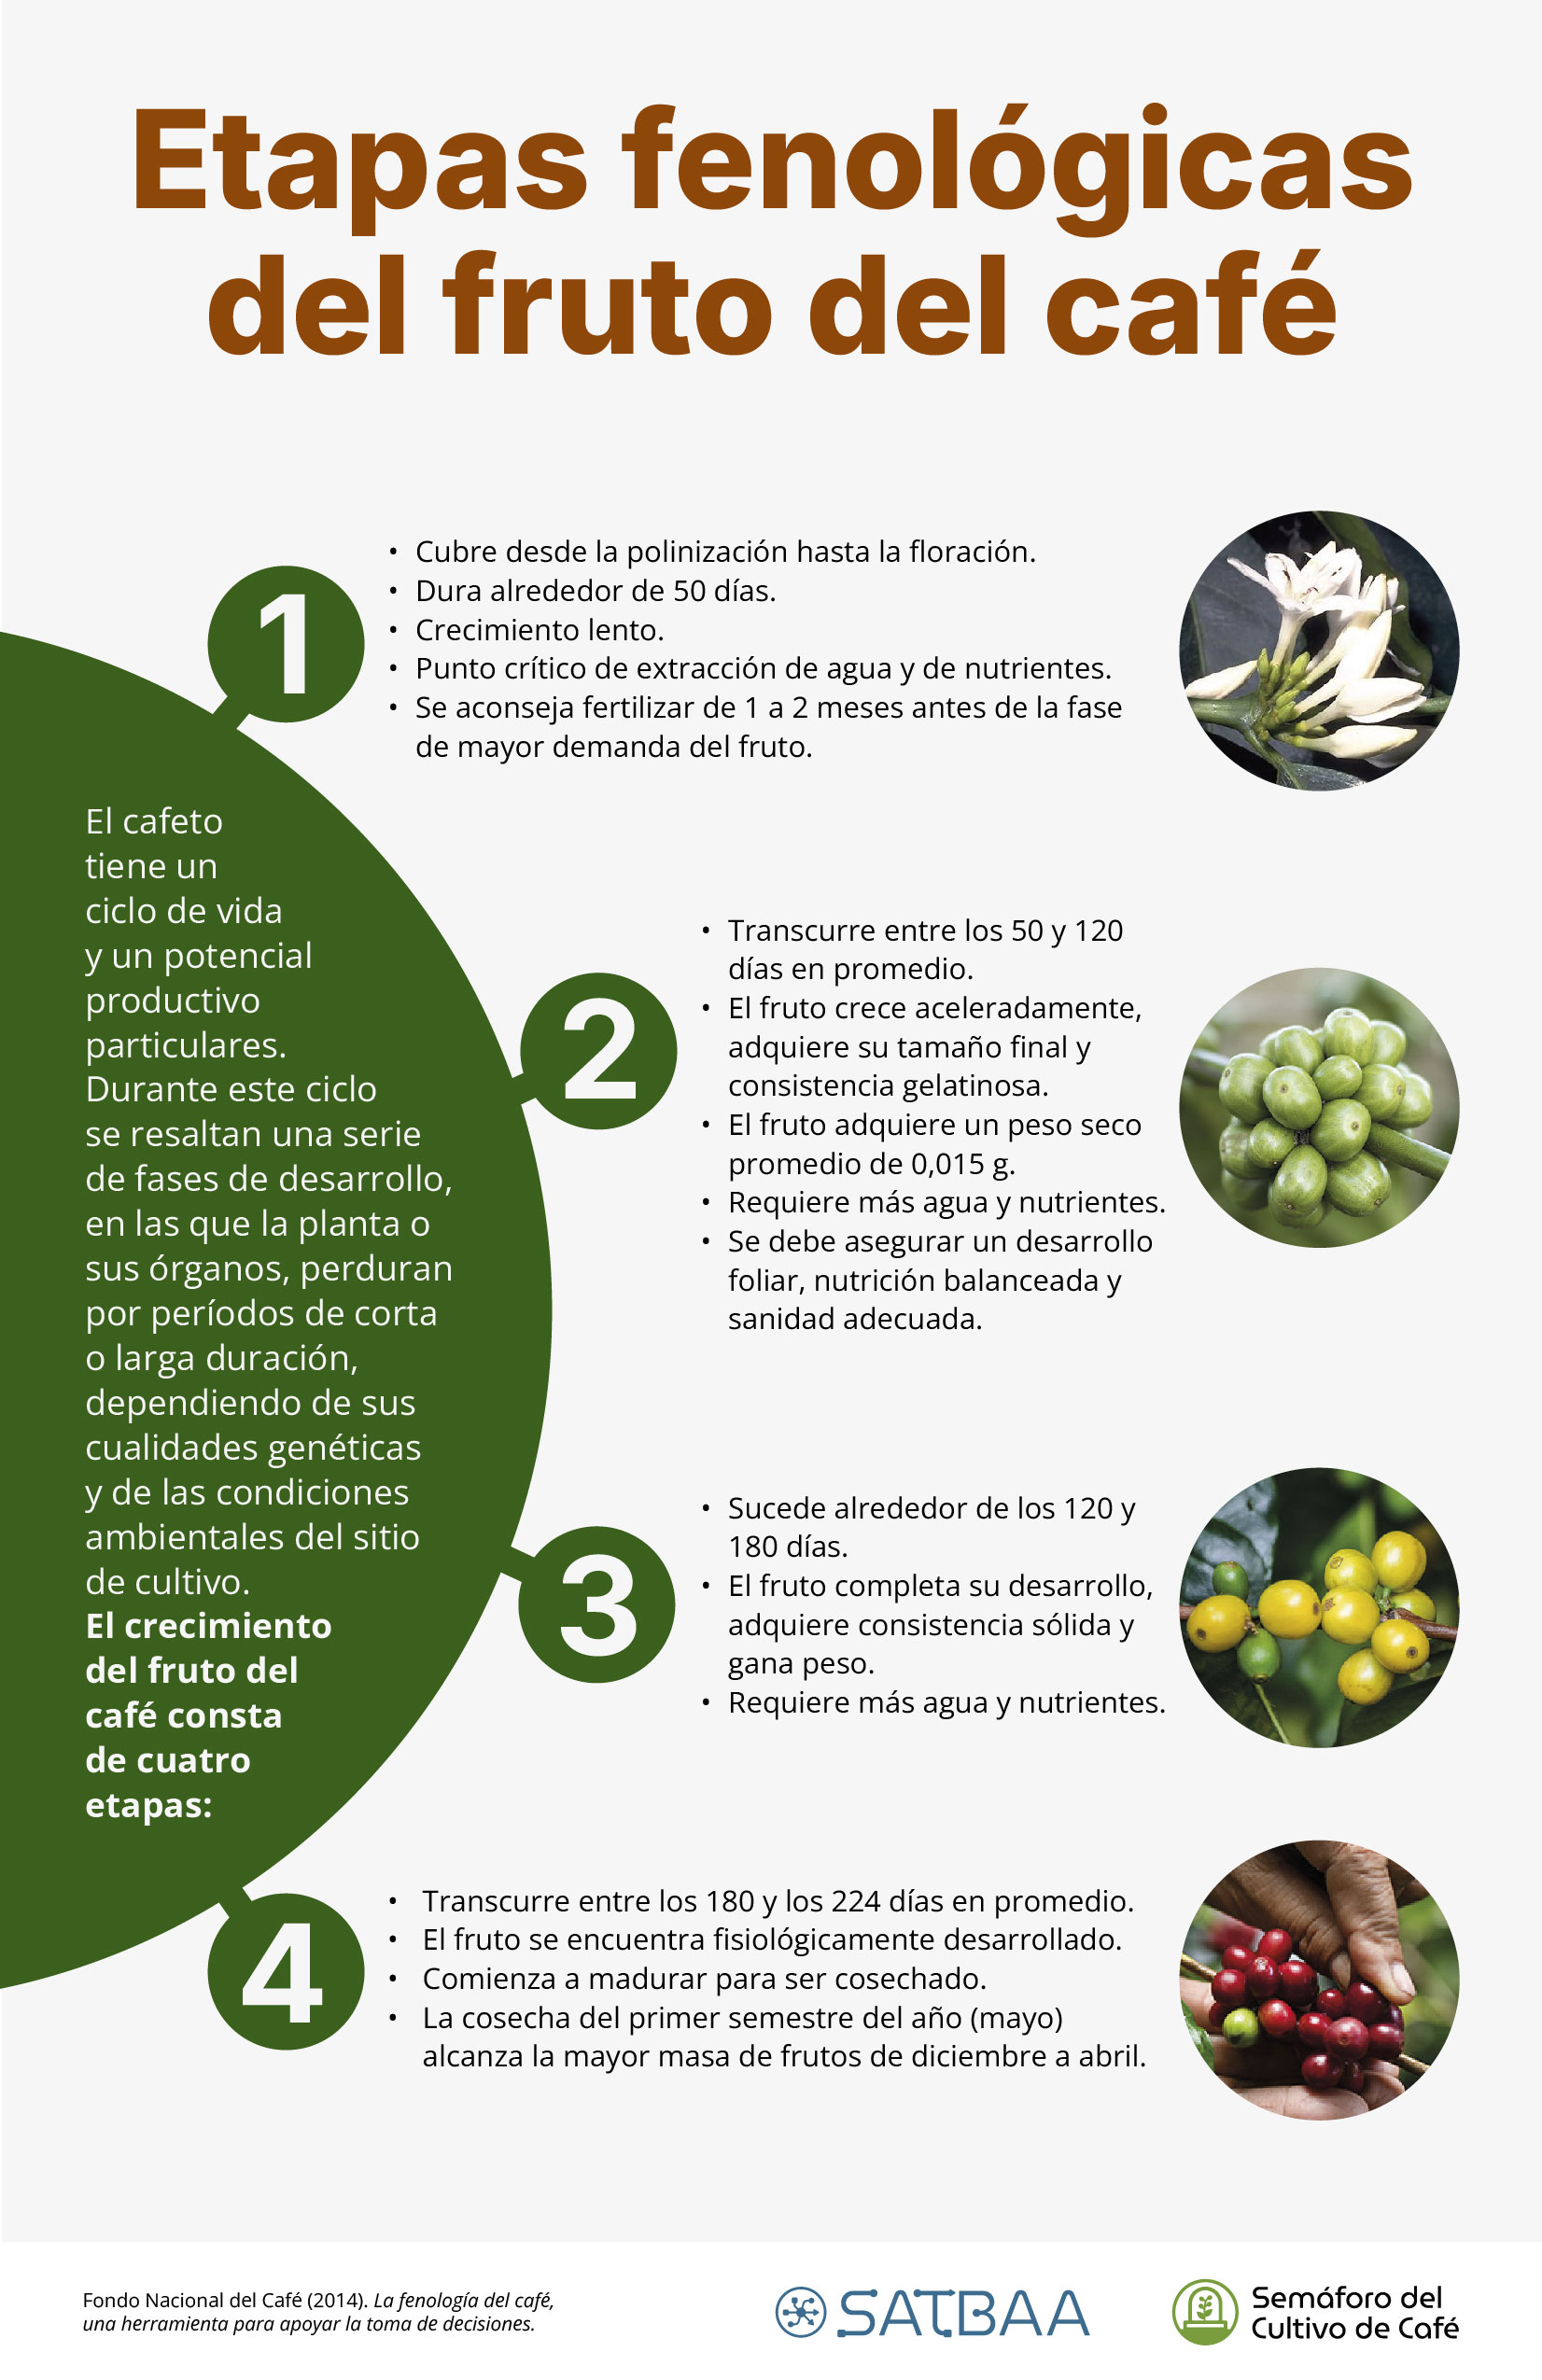 Etapas fenológicas
del fruto del café
1
• Cubre desde la polinización hasta la floración.
• Dura alrededor de 50 días.
• Crecimiento lento.
• Punto crítico de extracción de agua y de nutrientes.
• Se aconseja fertilizar de 1 a 2 meses antes de la fase
de mayor demanda del fruto.
El cafeto
tiene un
ciclo de vida
y un potencial
productivo
particulares.
Durante este ciclo
se resaltan una serie
de fases de desarrollo,
en las que la planta o
sus órganos, perduran
por períodos de corta
o larga duración,
dependiendo de sus
cualidades genéticas
y de las condiciones
ambientales del sitio
de cultivo.
El crecimiento
del fruto del
café consta
de cuatro
etapas:
2
• Transcurre entre los 50 y 120
días en promedio.
• El fruto crece aceleradamente,
adquiere su tamaño final y
consistencia gelatinosa.
• El fruto adquiere un peso seco
promedio de 0,015 g.
• Requiere más agua y nutrientes.
• Se debe asegurar un desarrollo
foliar, nutrición balanceada y
sanidad adecuada.
3
• Sucede alrededor de los 120 y
180 días.
• El fruto completa su desarrollo,
adquiere consistencia sólida y
gana peso.
• Requiere más agua y nutrientes.
4
• Transcurre entre los 180 y los 224 días en promedio.
• El fruto se encuentra fisiológicamente desarrollado.
• Comienza a madurar para ser cosechado.
• La cosecha del primer semestre del año (mayo)
alcanza la mayor masa de frutos de diciembre a abril.
Fondo Nacional del Café (2014). La fenología del café,
una herramienta para apoyar la toma de decisiones.
SATBAA
Semáforo del
Cultivo de Café